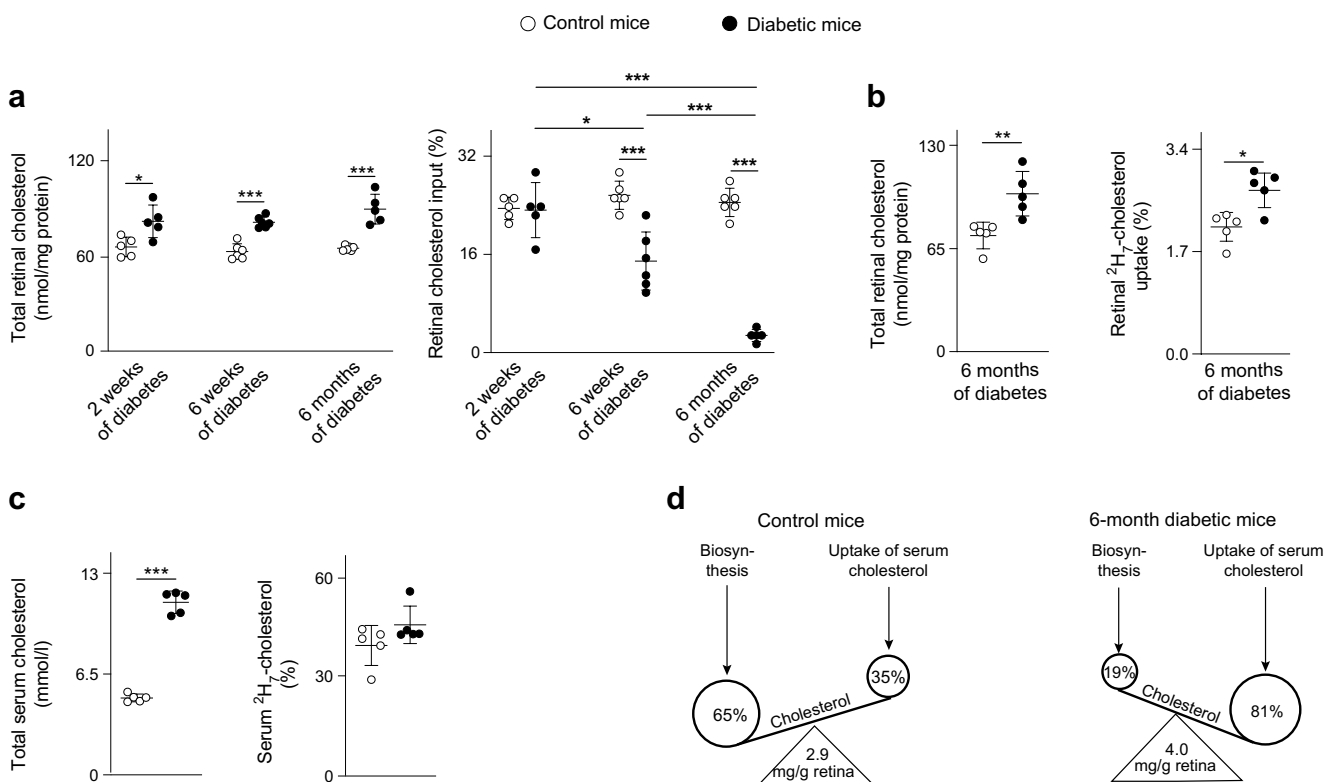 Control mice
Diabetic mice
a
Total retinal cholesterol
(nmol/mg protein)
120
60
0
*
***
***
2 weeks
of diabetes
6 weeks
of diabetes
6 months
of diabetes
Retinal cholesterol input (%)
32
16
0
***
***
*
***
***
2 weeks
of diabetes
6 weeks
of diabetes
6 months
of diabetes
b
Total retinal cholesterol
(nmol/mg protein)
130
65
0
**
6 months
of diabetes
Retinal ²H₇-cholesterol
uptake (%)
3.4
1.7
0.0
*
6 months
of diabetes
c
Total serum cholesterol
(mmol/l)
13
6.5
0
***
Serum ²H₇-cholesterol
(%)
60
30
0
d
Control mice
Biosyn-
thesis
Uptake of serum
cholesterol
65%
35%
Cholesterol
2.9
mg/g retina
6-month diabetic mice
Biosyn-
thesis
Uptake of serum
cholesterol
19%
81%
Cholesterol
4.0
mg/g retina